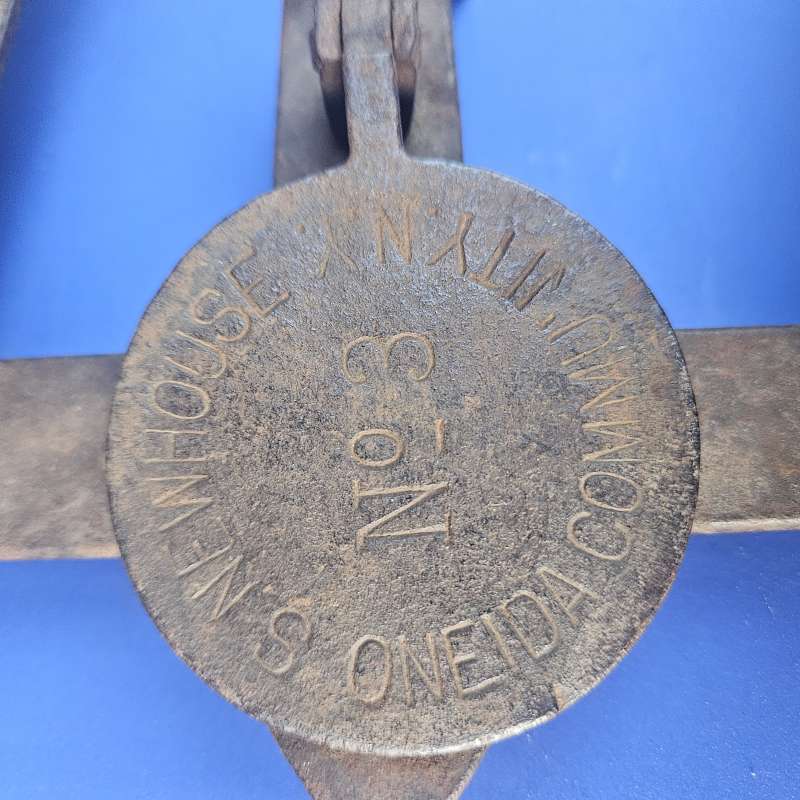 S. NEWHOUSE
ONEIDA COMMUNITY. N.Y.
No 3